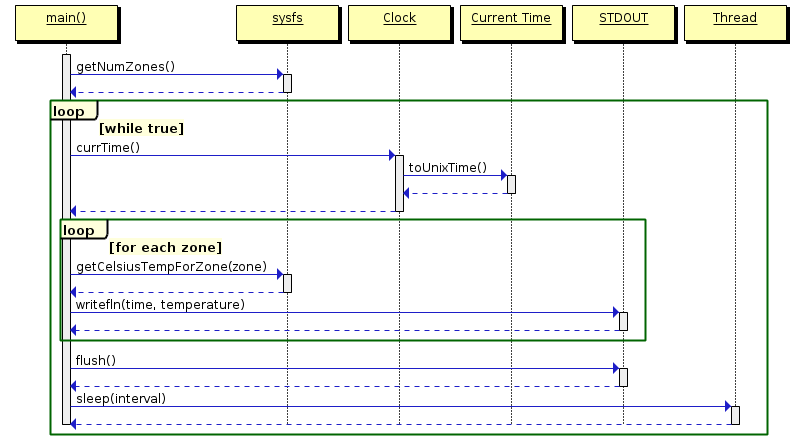 main()
sysfs
Clock
Current Time
STDOUT
Thread
getNumZones()
loop
[while true]
currTime()
toUnixTime()
loop
[for each zone]
getCelsiusTempForZone(zone)
writefln(time, temperature)
flush()
sleep(interval)